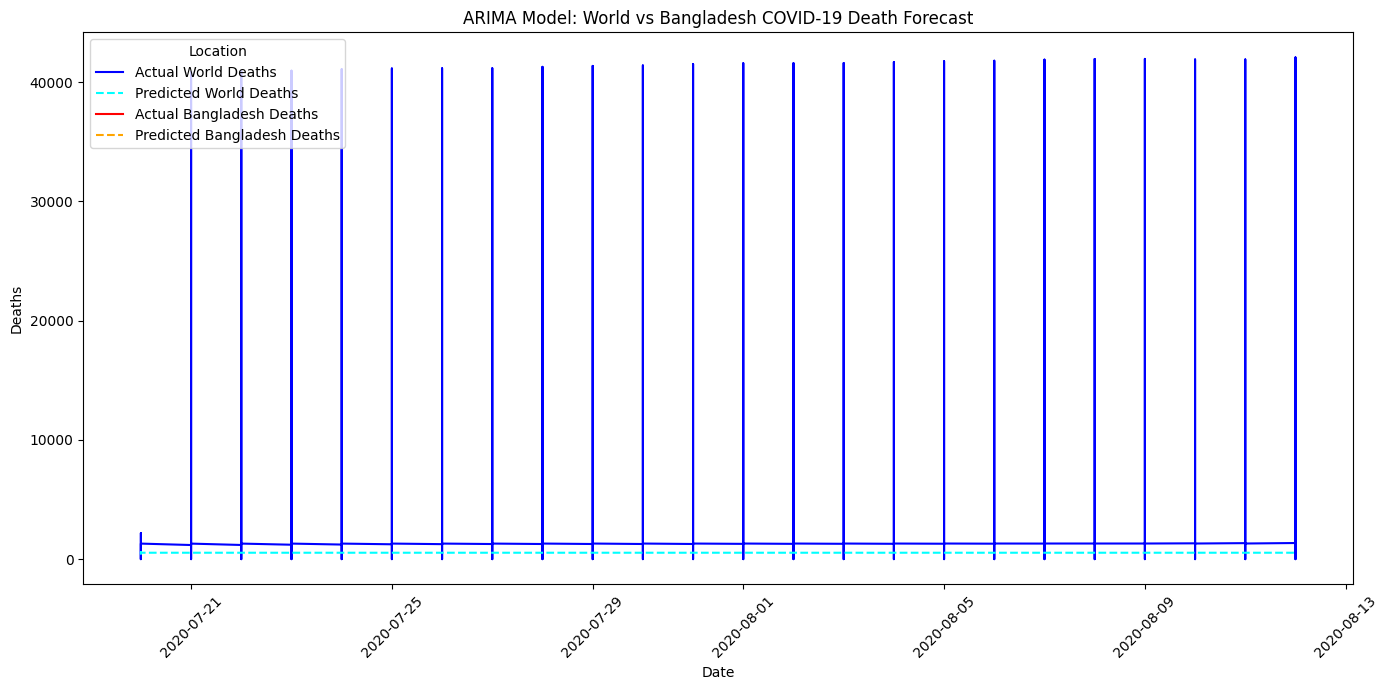 ARIMA Model: World vs Bangladesh COVID-19 Death Forecast
Location
Actual World Deaths
Predicted World Deaths
Actual Bangladesh Deaths
Predicted Bangladesh Deaths
Deaths
40000
30000
20000
10000
0
2020-07-21
2020-07-25
2020-07-29
2020-08-01
2020-08-05
2020-08-09
2020-08-13
Date